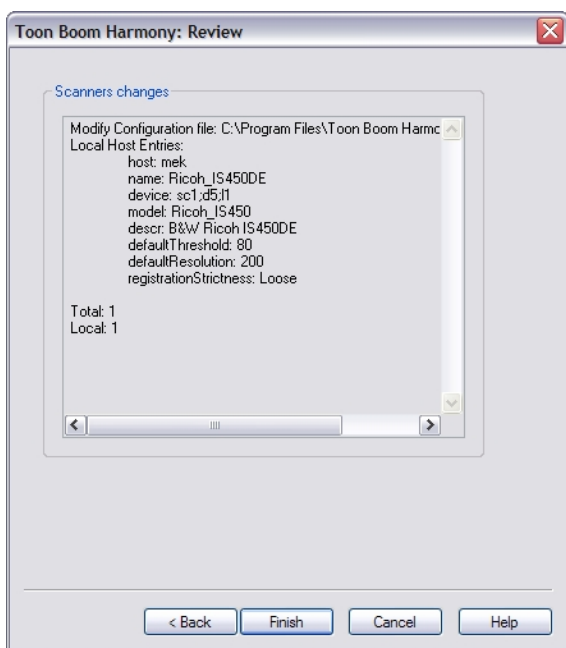 Toon Boom Harmony: Review
Scanners changes
Modify Configuration file: C:\Program Files\Toon Boom Harmc
Local Host Entries:
host: mek
name: Ricoh_IS450DE
device: sc1;d5;l1
model: Ricoh_IS450
descr: B&W Ricoh IS450DE
defaultThreshold: 80
defaultResolution: 200
registrationStrictness: Loose
Total: 1
Local: 1
< Back
Finish
Cancel
Help